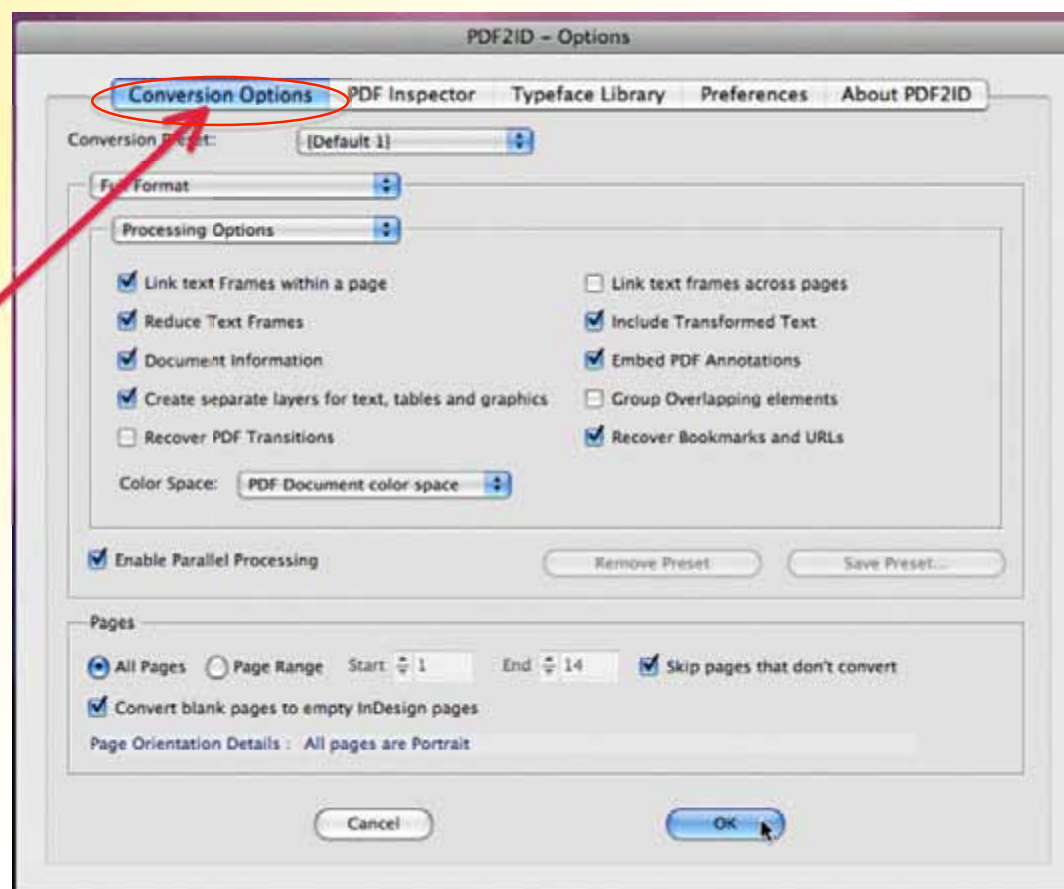 PDF2ID – Options
Conversion Options PDF Inspector Typeface Library Preferences About PDF2ID
Conversion Preset: [Default 1]
Full Format
Processing Options
Link text Frames within a page Link text frames across pages
Reduce Text Frames Include Transformed Text
Document Information Embed PDF Annotations
Create separate layers for text, tables and graphics Group Overlapping elements
Recover PDF Transitions Recover Bookmarks and URLs
Color Space: PDF Document color space
Enable Parallel Processing Remove Preset Save Preset...
Pages
All Pages Page Range Start 1 End 14 Skip pages that don't convert
Convert blank pages to empty InDesign pages
Page Orientation Details : All pages are Portrait
Cancel OK